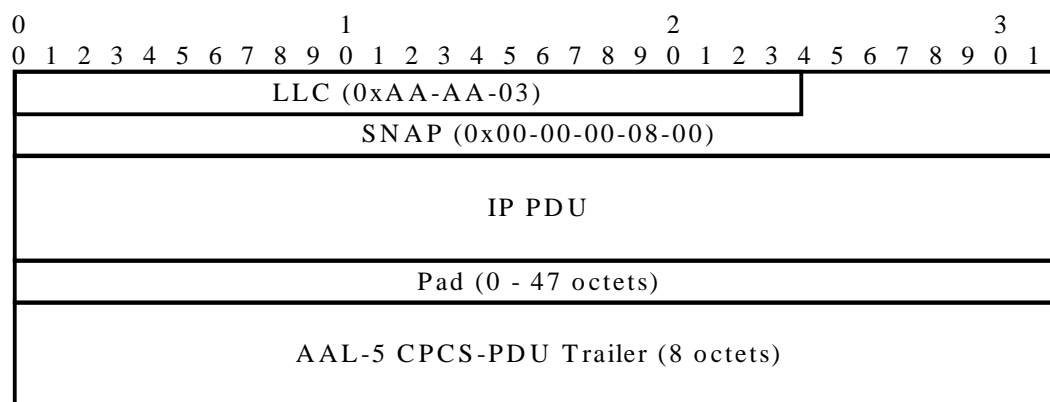 0 1 2 3
0 1 2 3 4 5 6 7 8 9 0 1 2 3 4 5 6 7 8 9 0 1 2 3 4 5 6 7 8 9 0 1
LLC (0xAA-AA-03)
SNAP (0x00-00-00-08-00)
IP PDU
Pad (0 - 47 octets)
AAL-5 CPCS-PDU Trailer (8 octets)